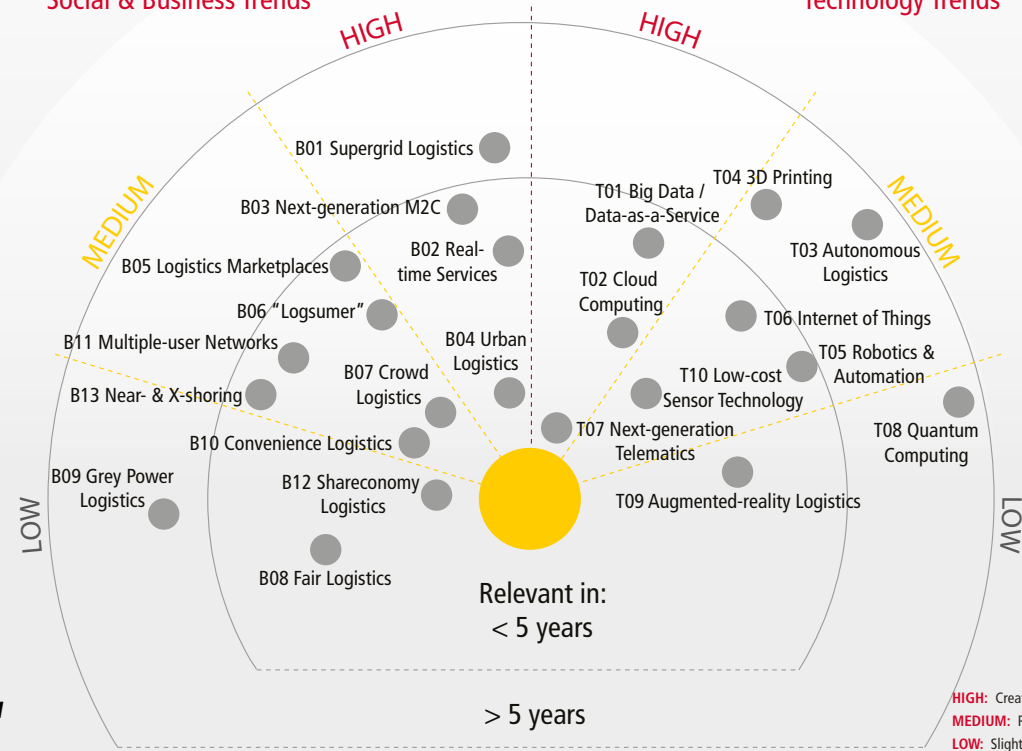 Social & Business Trends
Technology Trends
HIGH
HIGH
MEDIUM
MEDIUM
LOW
LOW
B01 Supergrid Logistics
B03 Next-generation M2C
B02 Real-
time Services
B05 Logistics Marketplaces
B06 “Logsumer”
B11 Multiple-user Networks
B04 Urban
Logistics
B07 Crowd
Logistics
B13 Near- & X-shoring
B10 Convenience Logistics
B09 Grey Power
Logistics
B12 Shareconomy
Logistics
B08 Fair Logistics
T04 3D Printing
T01 Big Data /
Data-as-a-Service
T03 Autonomous
Logistics
T02 Cloud
Computing
T06 Internet of Things
T05 Robotics &
Automation
T10 Low-cost
Sensor Technology
T07 Next-generation
Telematics
T08 Quantum
Computing
T09 Augmented-reality Logistics
Relevant in:
< 5 years
> 5 years
HIGH:
MEDIUM:
LOW: Slight